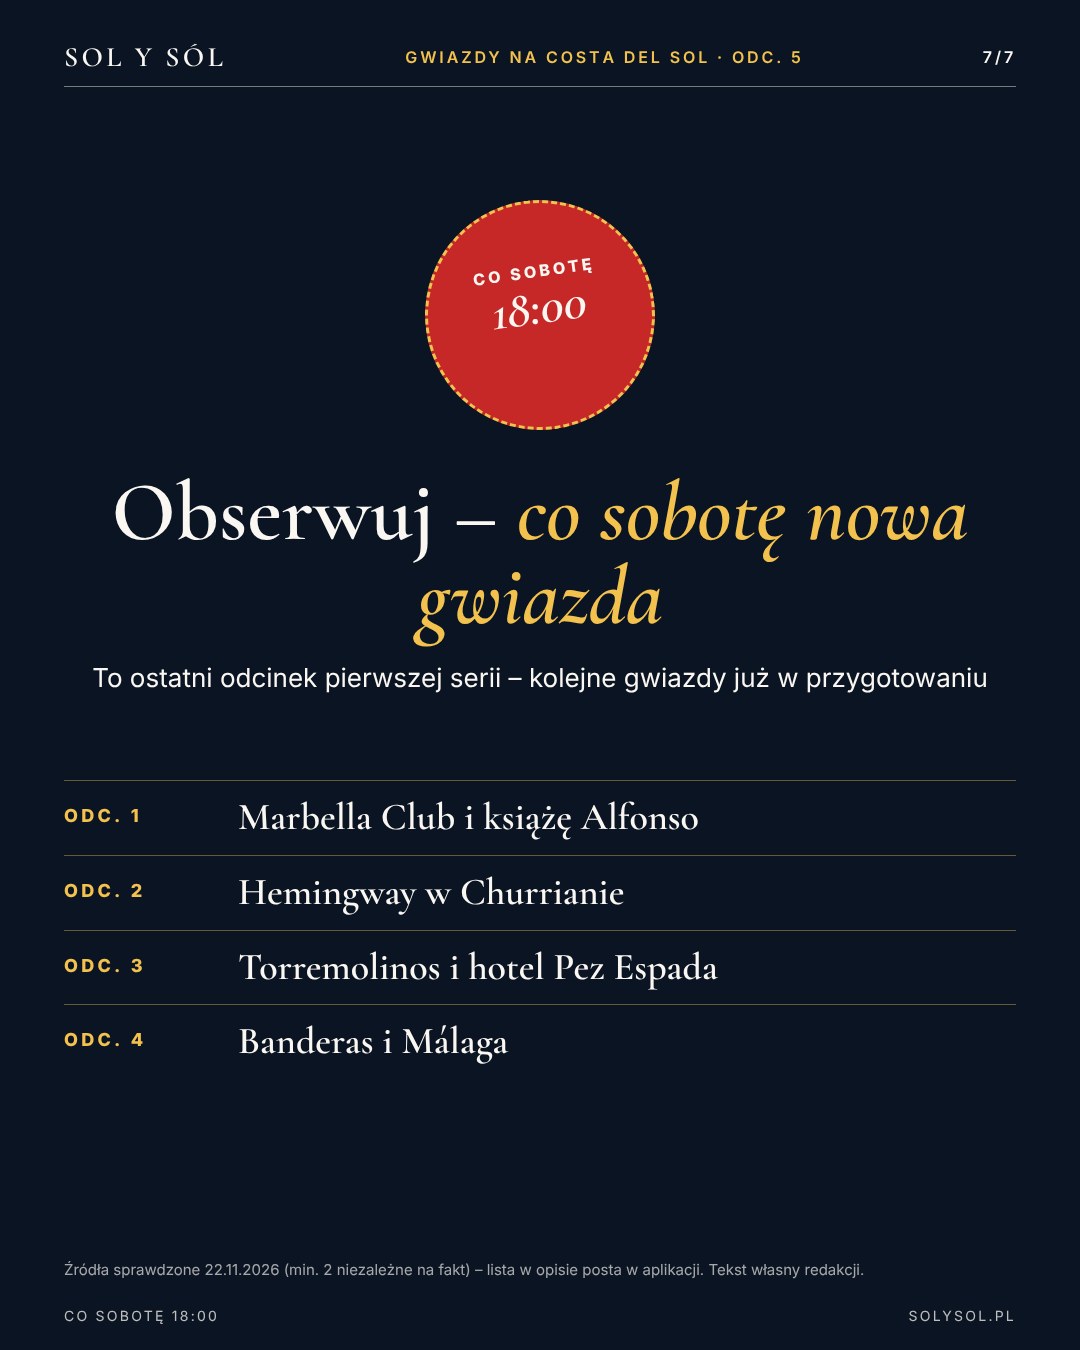 SOL Y SÓL
GWIAZDY NA COSTA DEL SOL · ODC. 5
7/7
CO SOBOTĘ
18:00
Obserwuj – co sobotę nowa
gwiazda
To ostatni odcinek pierwszej serii – kolejne gwiazdy już w przygotowaniu
ODC. 1
Marbella Club i książę Alfonso
ODC. 2
Hemingway w Churrianie
ODC. 3
Torremolinos i hotel Pez Espada
ODC. 4
Banderas i Málaga
Źródła sprawdzone 22.11.2026 (min. 2 niezależne na fakt) – lista w opisie posta w aplikacji. Tekst własny redakcji.
CO SOBOTĘ 18:00
SOLYSOL.PL